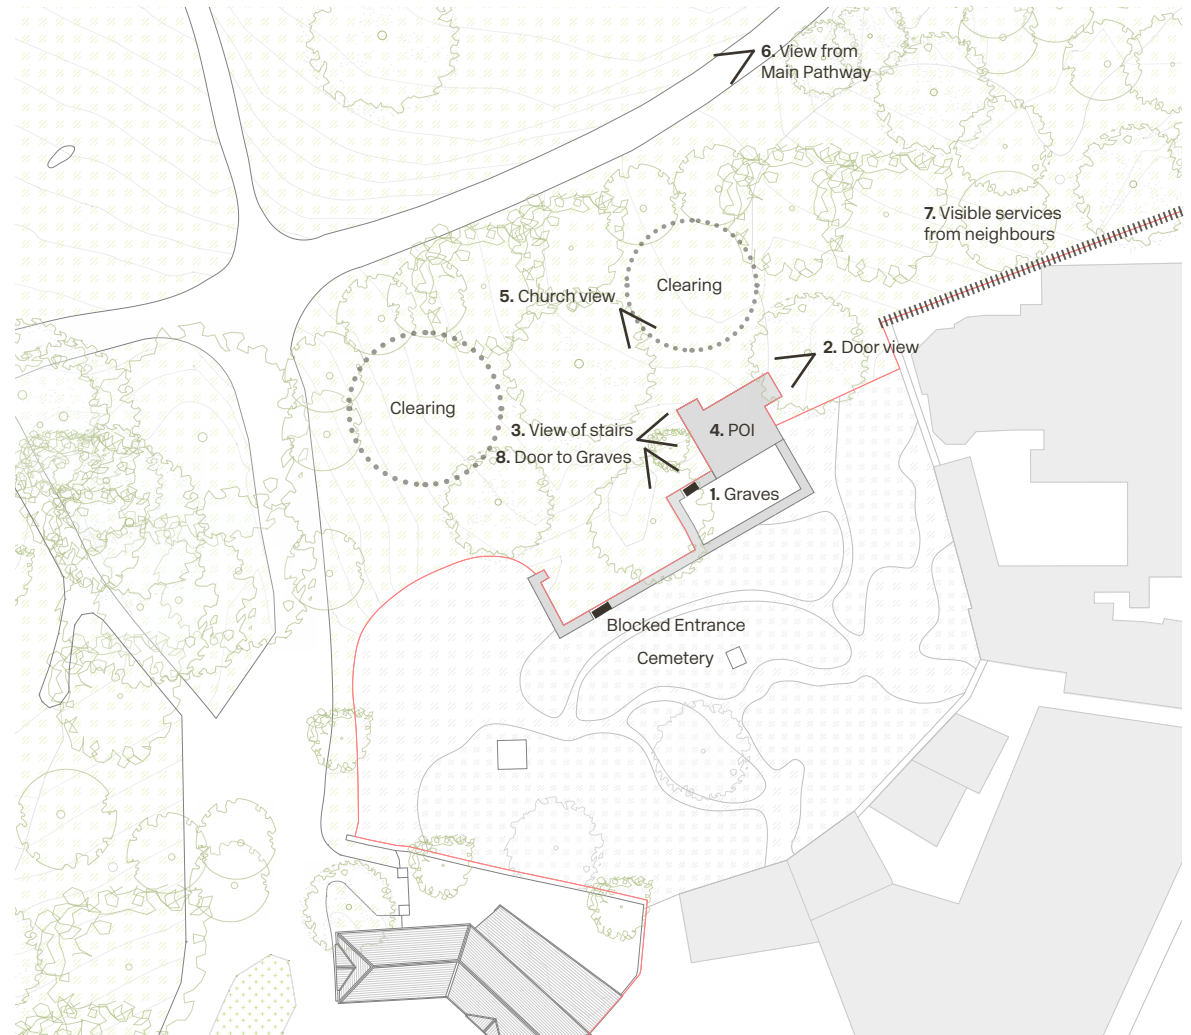 6. View from
Main Pathway
7. Visible services
from neighbours
Clearing
5. Church view
2. Door view
Clearing
3. View of stairs
4. POI
8. Door to Graves
1. Graves
Blocked Entrance
Cemetery